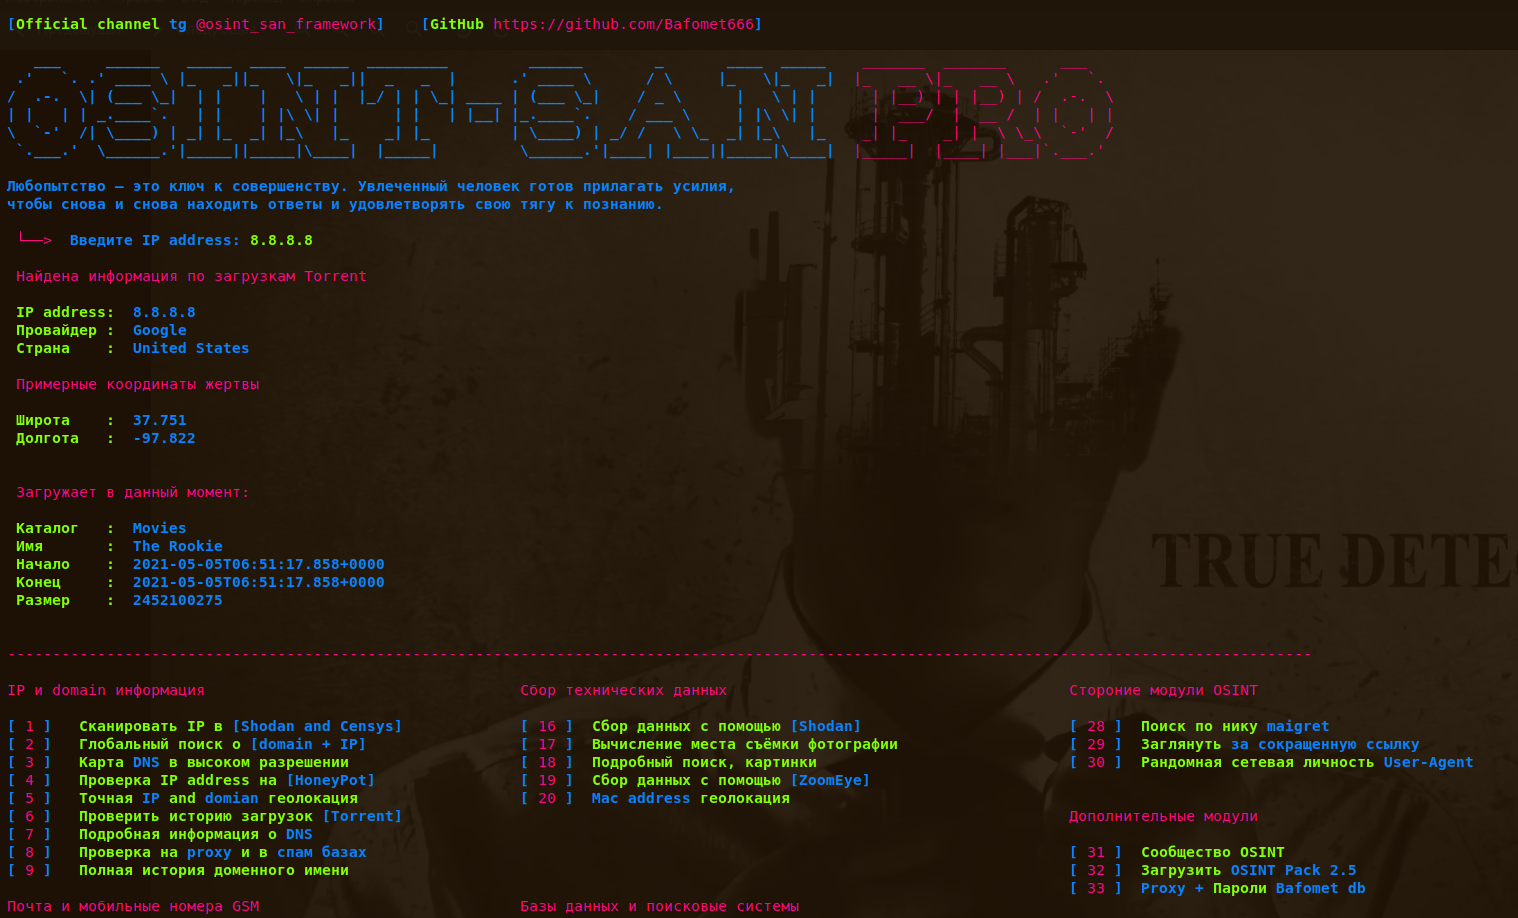 [Official channel tg @osint_san_framework]    [GitHub https://github.com/Bafomet666]
OSINT-SAN PRO
Любопытство — это ключ к совершенству. Увлеченный человек готов прилагать усилия,
чтобы снова и снова находить ответы и удовлетворять свою тягу к познанию.
└──>  Введите IP address: 8.8.8.8
Найдена информация по загрузкам Torrent
IP address:  8.8.8.8
Провайдер :  Google
Страна    :  United States
Примерные координаты жертвы
Широта    :  37.751
Долгота   :  -97.822
Загружает в данный момент:
Каталог   :  Movies
Имя       :  The Rookie
Начало    :  2021-05-05T06:51:17.858+0000
Конец     :  2021-05-05T06:51:17.858+0000
Размер    :  2452100275
TRUE DETE
IP и domain информация
[ 1 ]   Сканировать IP в [Shodan and Censys]
[ 2 ]   Глобальный поиск о [domain + IP]
[ 3 ]   Карта DNS в высоком разрешении
[ 4 ]   Проверка IP address на [HoneyPot]
[ 5 ]   Точная IP and domian геолокация
[ 6 ]   Проверить историю загрузок [Torrent]
[ 7 ]   Подробная информация о DNS
[ 8 ]   Проверка на proxy и в спам базах
[ 9 ]   Полная история доменного имени
Почта и мобильные номера GSM
Сбор технических данных
[ 16 ]  Сбор данных с помощью [Shodan]
[ 17 ]  Вычисление места съёмки фотографии
[ 18 ]  Подробный поиск, картинки
[ 19 ]  Сбор данных с помощью [ZoomEye]
[ 20 ]  Mac address геолокация
Базы данных и поисковые системы
Стороние модули OSINT
[ 28 ]  Поиск по нику maigret
[ 29 ]  Заглянуть за сокращенную ссылку
[ 30 ]  Рандомная сетевая личность User-Agent
Дополнительные модули
[ 31 ]  Сообщество OSINT
[ 32 ]  Загрузить OSINT Pack 2.5
[ 33 ]  Proxy + Пароли Bafomet db